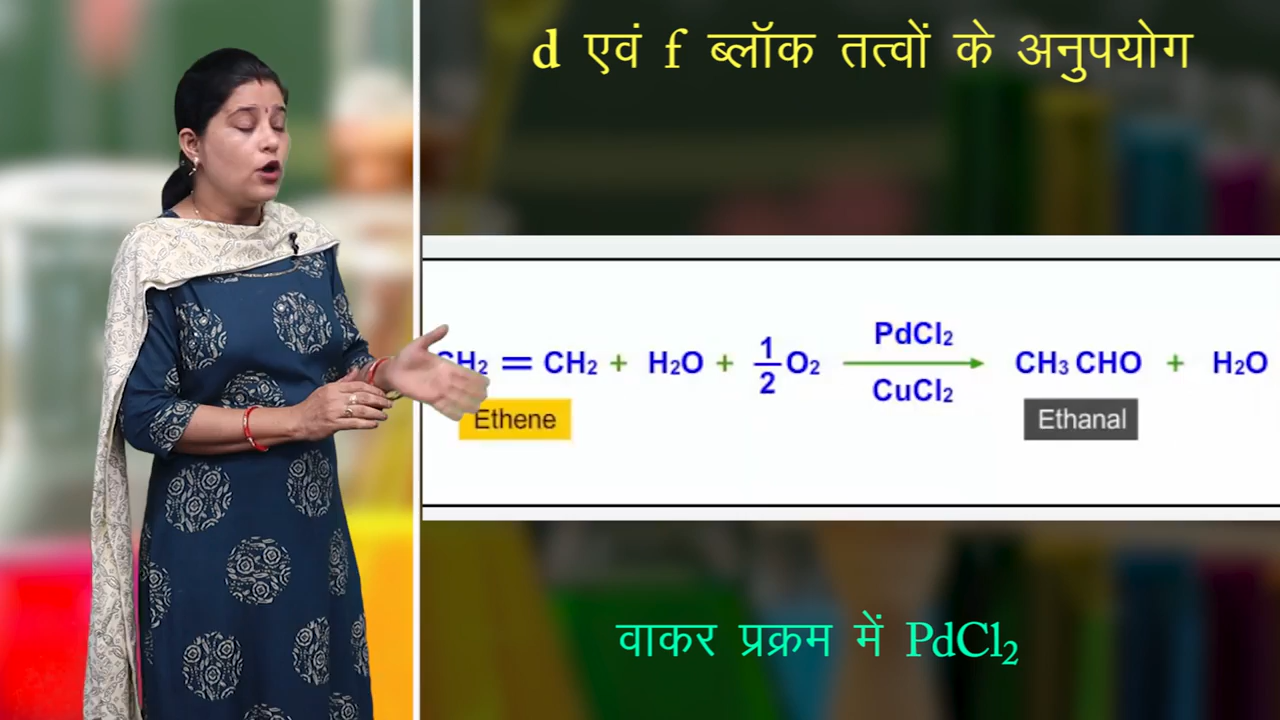 d एवं f ब्लॉक तत्वों के अनुपयोग
PdCl₂
CH₂ = CH₂ + H₂O + 1/2 O₂ → CH₃ CHO + H₂O
CuCl₂
Ethene Ethanal
वाकर प्रक्रम में PdCl₂